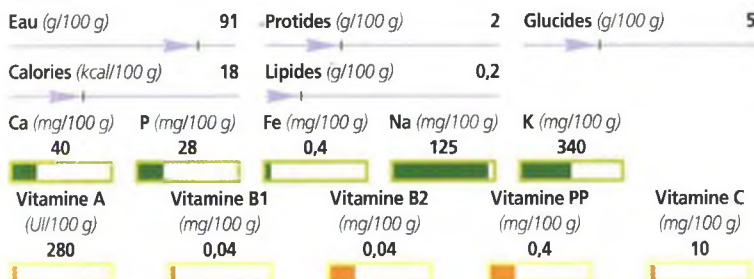 Eau (g/100 g) 91 Protides (g/100 g) 2 Glucides (g/100 g) 5
Calories (kcal/100 g) 18 Lipides (g/100 g) 0,2
Ca (mg/100 g) P (mg/100 g) Fe (mg/100 g) Na (mg/100 g) K (mg/100 g)
40 28 0,4 125 340
Vitamine A Vitamine B1 Vitamine B2 Vitamine PP Vitamine C
(UI/100 g) (mg/100 g) (mg/100 g) (mg/100 g) (mg/100 g)
280 0,04 0,04 0,4 10